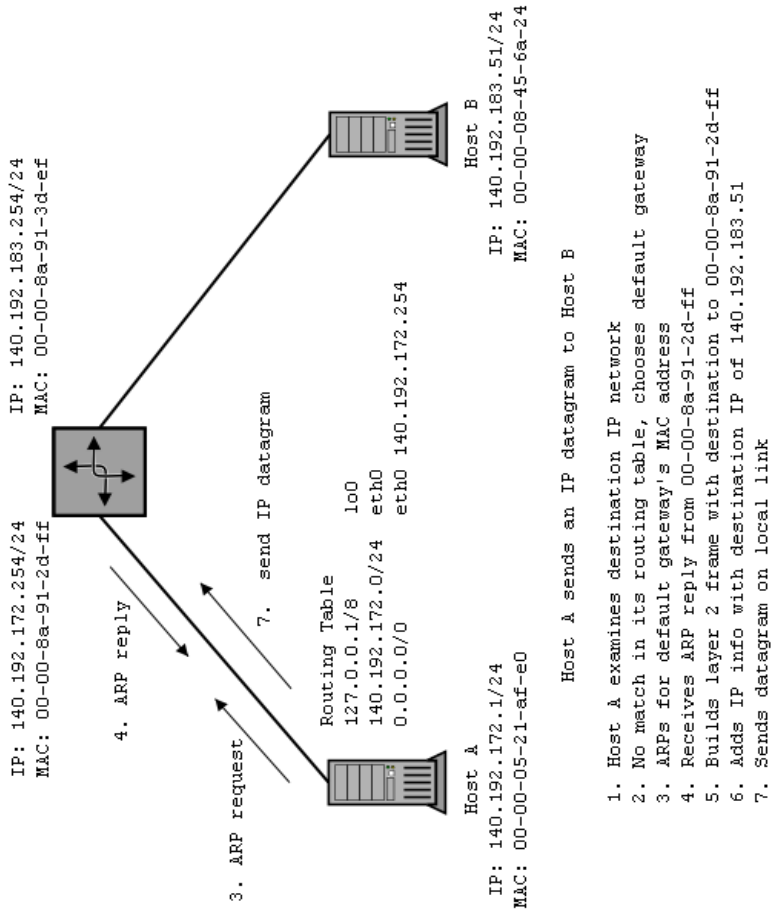 IP: 140.192.172.254/24
MAC: 00-00-8a-91-2d-ff
IP: 140.192.183.254/24
MAC: 00-00-8a-91-3d-ef
4. ARP reply
3. ARP request
7. send IP datagram
Routing Table
127.0.0.1/8 lo0
140.192.172.0/24 eth0
0.0.0.0/0 eth0 140.192.172.254
Host A
IP: 140.192.172.1/24
MAC: 00-00-05-21-af-e0
Host B
IP: 140.192.183.51/24
MAC: 00-00-08-45-6a-24
Host A sends an IP datagram to Host B
1. Host A examines destination IP network
2. No match in its routing table, chooses default gateway
3. ARPs for default gateway's MAC address
4. Receives ARP reply from 00-00-8a-91-2d-ff
5. Builds layer 2 frame with destination to 00-00-8a-91-2d-ff
6. Adds IP info with destination IP of 140.192.183.51
7. Sends datagram on local link